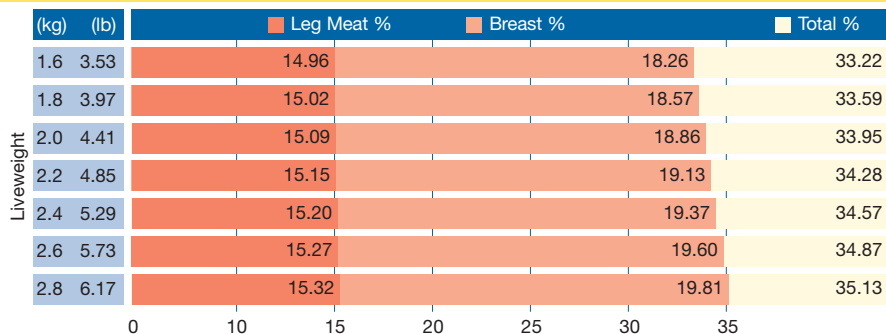 (kg) (lb) Leg Meat % Breast % Total %
1.6 3.53 14.96 18.26 33.22
1.8 3.97 15.02 18.57 33.59
2.0 4.41 15.09 18.86 33.95
2.2 4.85 15.15 19.13 34.28
2.4 5.29 15.20 19.37 34.57
2.6 5.73 15.27 19.60 34.87
2.8 6.17 15.32 19.81 35.13
Liveweight
0 10 15 20 25 30 35